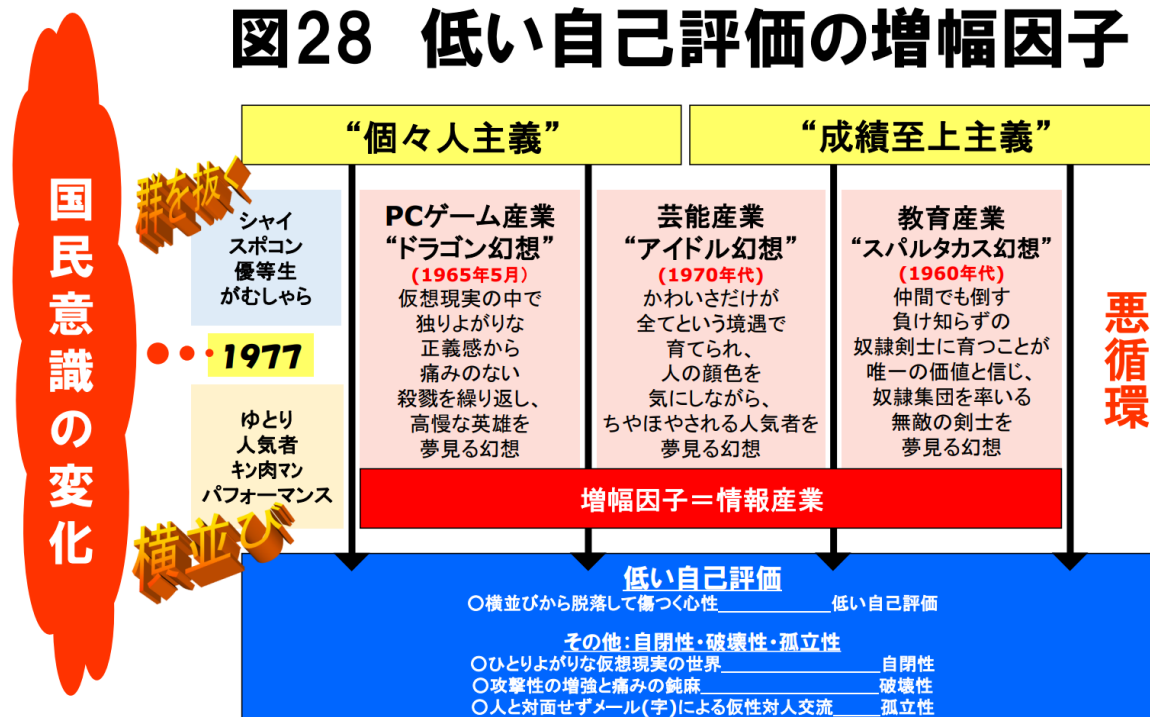 図28 低い自己評価の増幅因子
国民意識の変化
“個々人主義”
“成績至上主義”
群を抜く
シャイ
スポコン
優等生
がむしゃら
1977
ゆとり
人気者
キン肉マン
パフォーマンス
横並び
PCゲーム産業
“ドラゴン幻想”
(1965年5月)
仮想現実の中で
独りよがりな
正義感から
痛みのない
殺戮を繰り返し、
高慢な英雄を
夢見る幻想
芸能産業
“アイドル幻想”
(1970年代)
かわいさだけが
全てという境遇で
育てられ、
人の顔色を
気にしながら、
ちやほやされる人気者を
夢見る幻想
教育産業
“スパルタカス幻想”
(1960年代)
仲間でも倒す
負け知らずの
奴隷剣士に育つことが
唯一の価値と信じ、
奴隷集団を率いる
無敵の剣士を
夢見る幻想
悪循環
増幅因子＝情報産業
低い自己評価
○横並びから脱落して傷つく心性__________低い自己評価
その他：自閉性・破壊性・孤立性
○ひとりよがりな仮想現実の世界______________自閉性
○攻撃性の増強と痛みの鈍麻________________破壊性
○人と対面せずメール(字)による仮性対人交流____孤立性